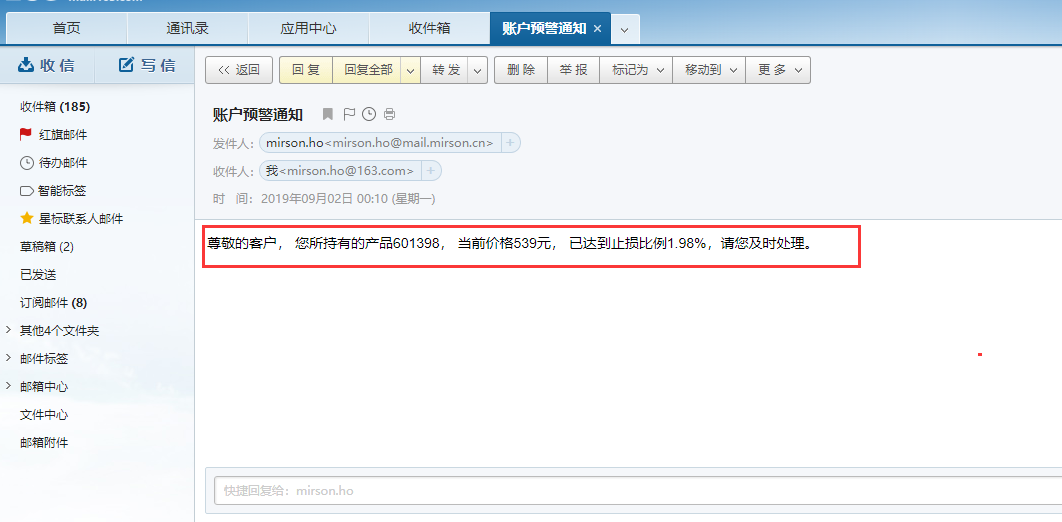 首页 通讯录 应用中心 收件箱 账户预警通知 ×
收信 写信
<< 返回 回复 回复全部 转发 删除 举报 标记为 移动到 更多
收件箱 (185)
红旗邮件
待办邮件
智能标签
星标联系人邮件
草稿箱 (2)
已发送
订阅邮件 (8)
其他4个文件夹
邮件标签
邮箱中心
文件中心
邮箱附件
账户预警通知
发件人： mirson.ho<mirson.ho@mail.mirson.cn> +
收件人： 我<mirson.ho@163.com> +
时 间： 2019年09月02日 00:10 (星期一)
尊敬的客户， 您所持有的产品601398， 当前价格539元， 已达到止损比例1.98%，请您及时处理。
快捷回复给：mirson.ho